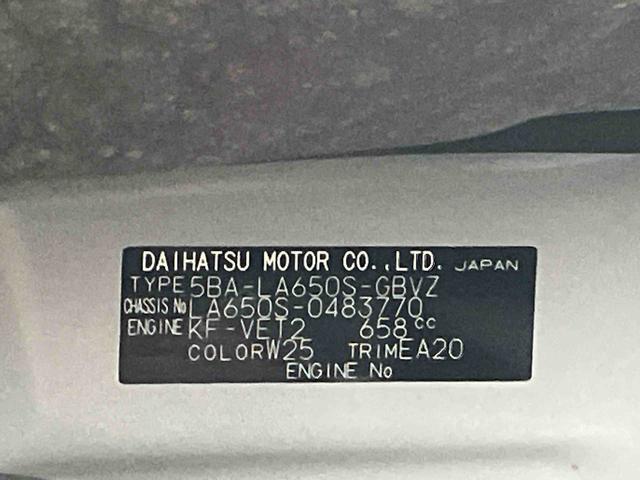 DAIHATSU MOTOR CO.,LTD. JAPAN
TYPE 5BA-LA650S-GBVZ
CHASSIS No LA650S-0483770
ENGINE KF-VET2 658cc
COLOR W25 TRIM EA20
ENGINE No